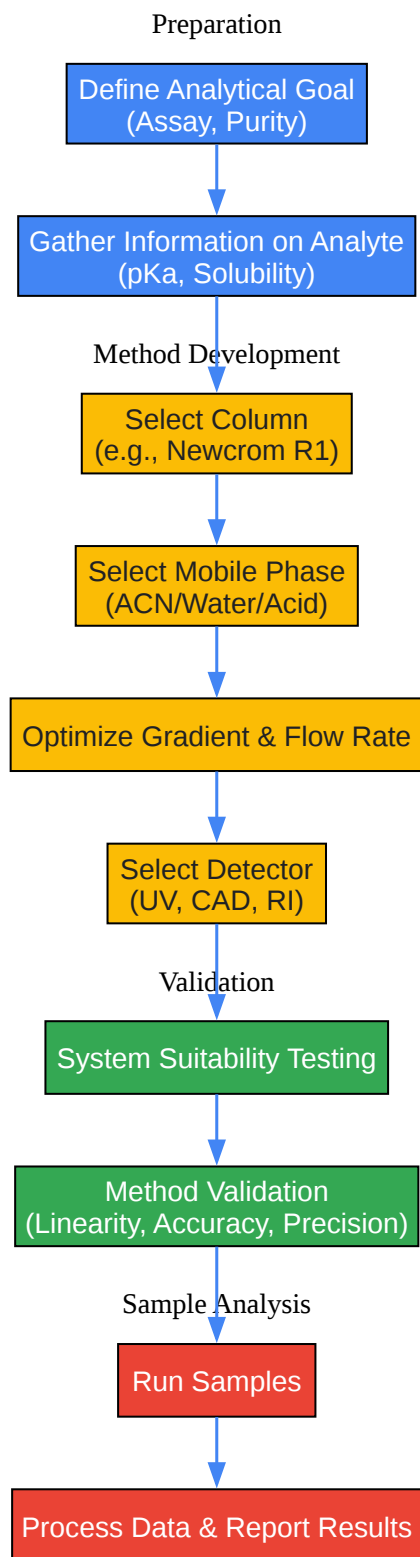 Preparation
Define Analytical Goal
(Assay, Purity)
Gather Information on Analyte
(pKa, Solubility)
Method Development
Select Column
(e.g., Newcrom R1)
Select Mobile Phase
(ACN/Water/Acid)
Optimize Gradient & Flow Rate
Select Detector
(UV, CAD, RI)
Validation
System Suitability Testing
Method Validation
(Linearity, Accuracy, Precision)
Sample Analysis
Run Samples
Process Data & Report Results